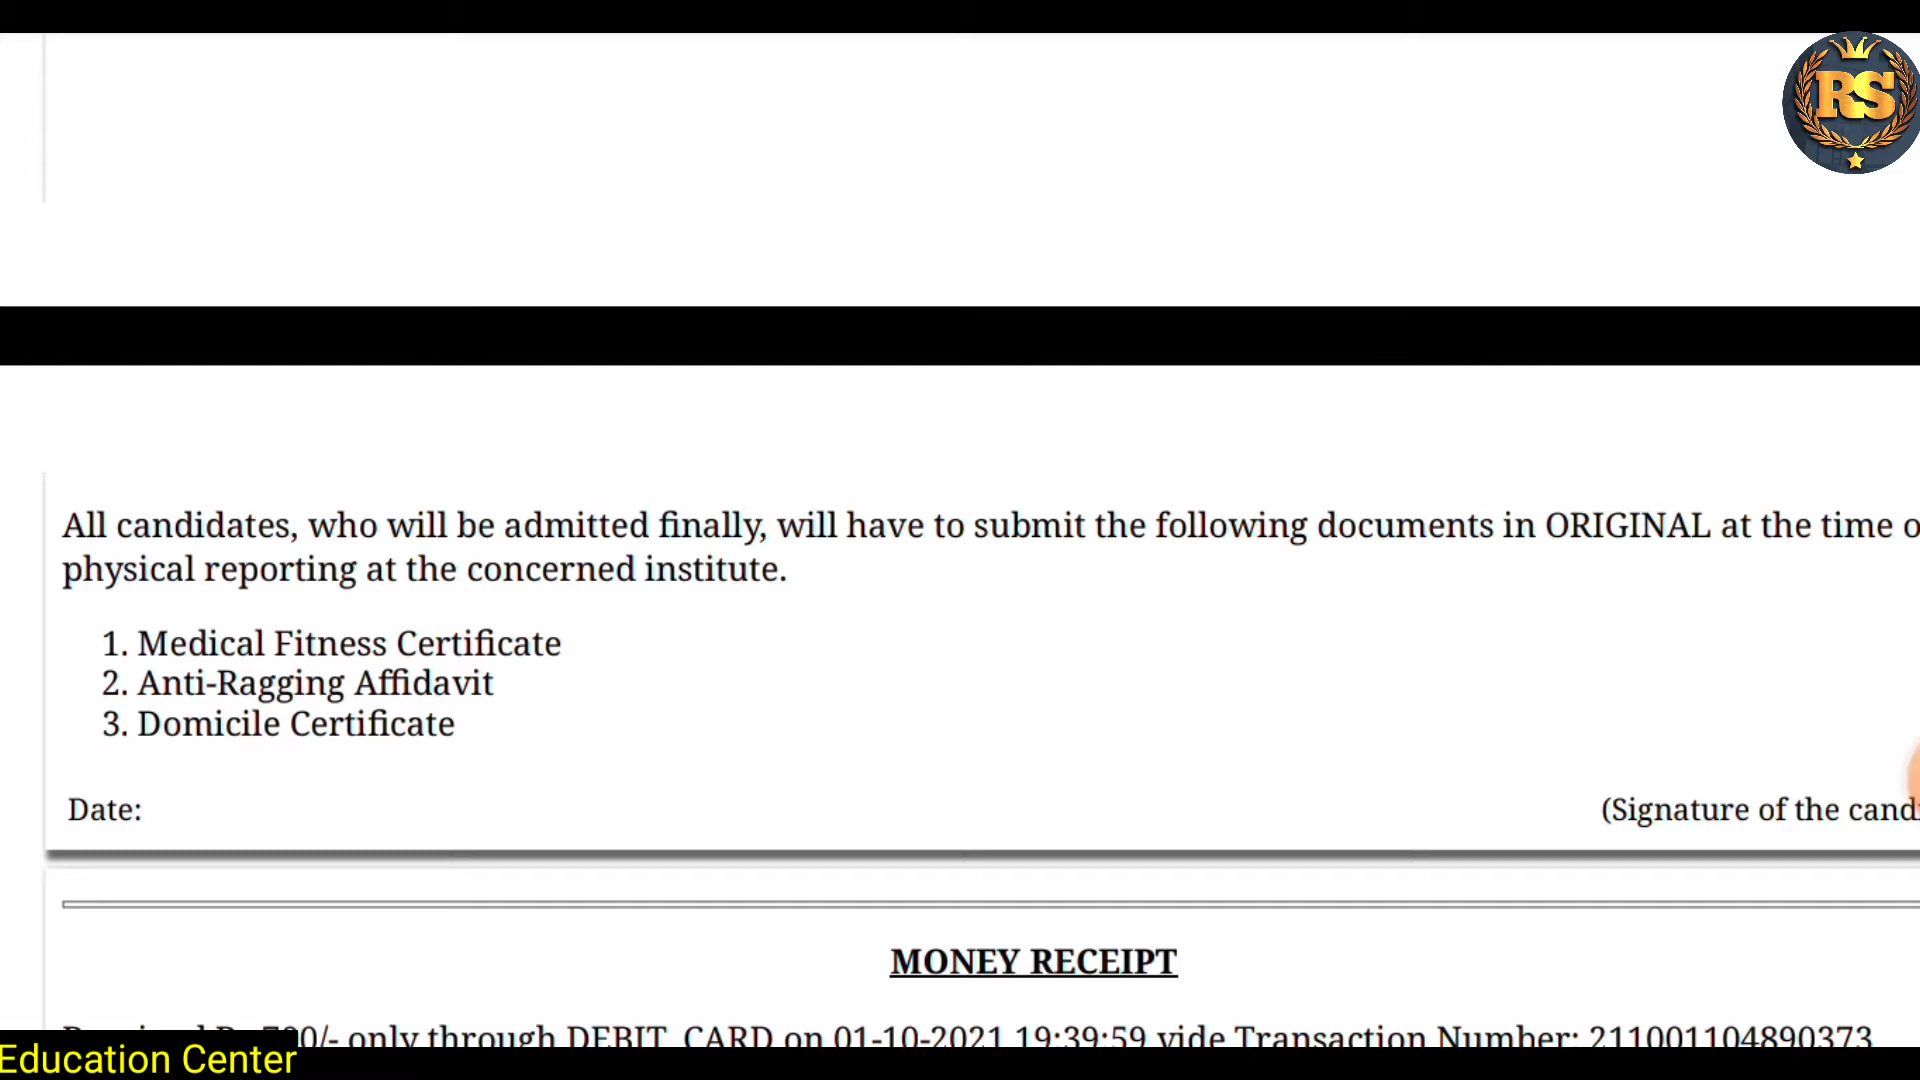 RS
All candidates, who will be admitted finally, will have to submit the following documents in ORIGINAL at the time
physical reporting at the concerned institute.
1. Medical Fitness Certificate
2. Anti-Ragging Affidavit
3. Domicile Certificate
Date:
(Signature of the
MONEY RECEIPT
only through DEBIT CARD on 01-10-2021 19:39:59 vide Transaction Number: 211001104890373
Education Center